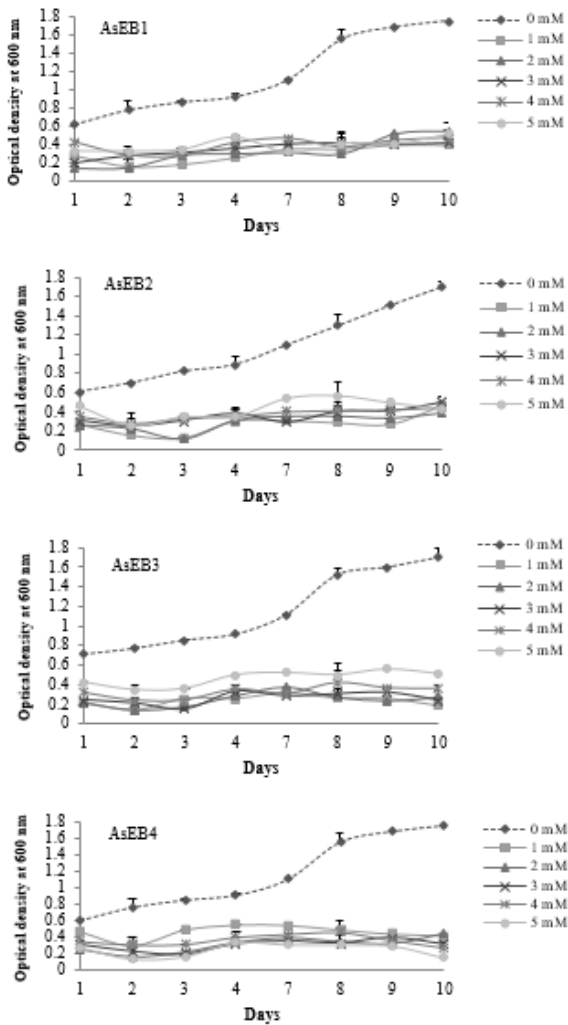 AsEB1
Optical density at 600 nm
1.8
1.6
1.4
1.2
1
0.8
0.6
0.4
0.2
0
1 2 3 4 7 8 9 10
Days
0 mM
1 mM
2 mM
3 mM
4 mM
5 mM
AsEB2
Optical density at 600 nm
1.8
1.6
1.4
1.2
1
0.8
0.6
0.4
0.2
0
1 2 3 4 7 8 9 10
Days
0 mM
1 mM
2 mM
3 mM
4 mM
5 mM
AsEB3
Optical density at 600 nm
1.8
1.6
1.4
1.2
1
0.8
0.6
0.4
0.2
0
1 2 3 4 7 8 9 10
Days
0 mM
1 mM
2 mM
3 mM
4 mM
5 mM
AsEB4
Optical density at 600 nm
1.8
1.6
1.4
1.2
1
0.8
0.6
0.4
0.2
0
1 2 3 4 7 8 9 10
Days
0 mM
1 mM
2 mM
3 mM
4 mM
5 mM